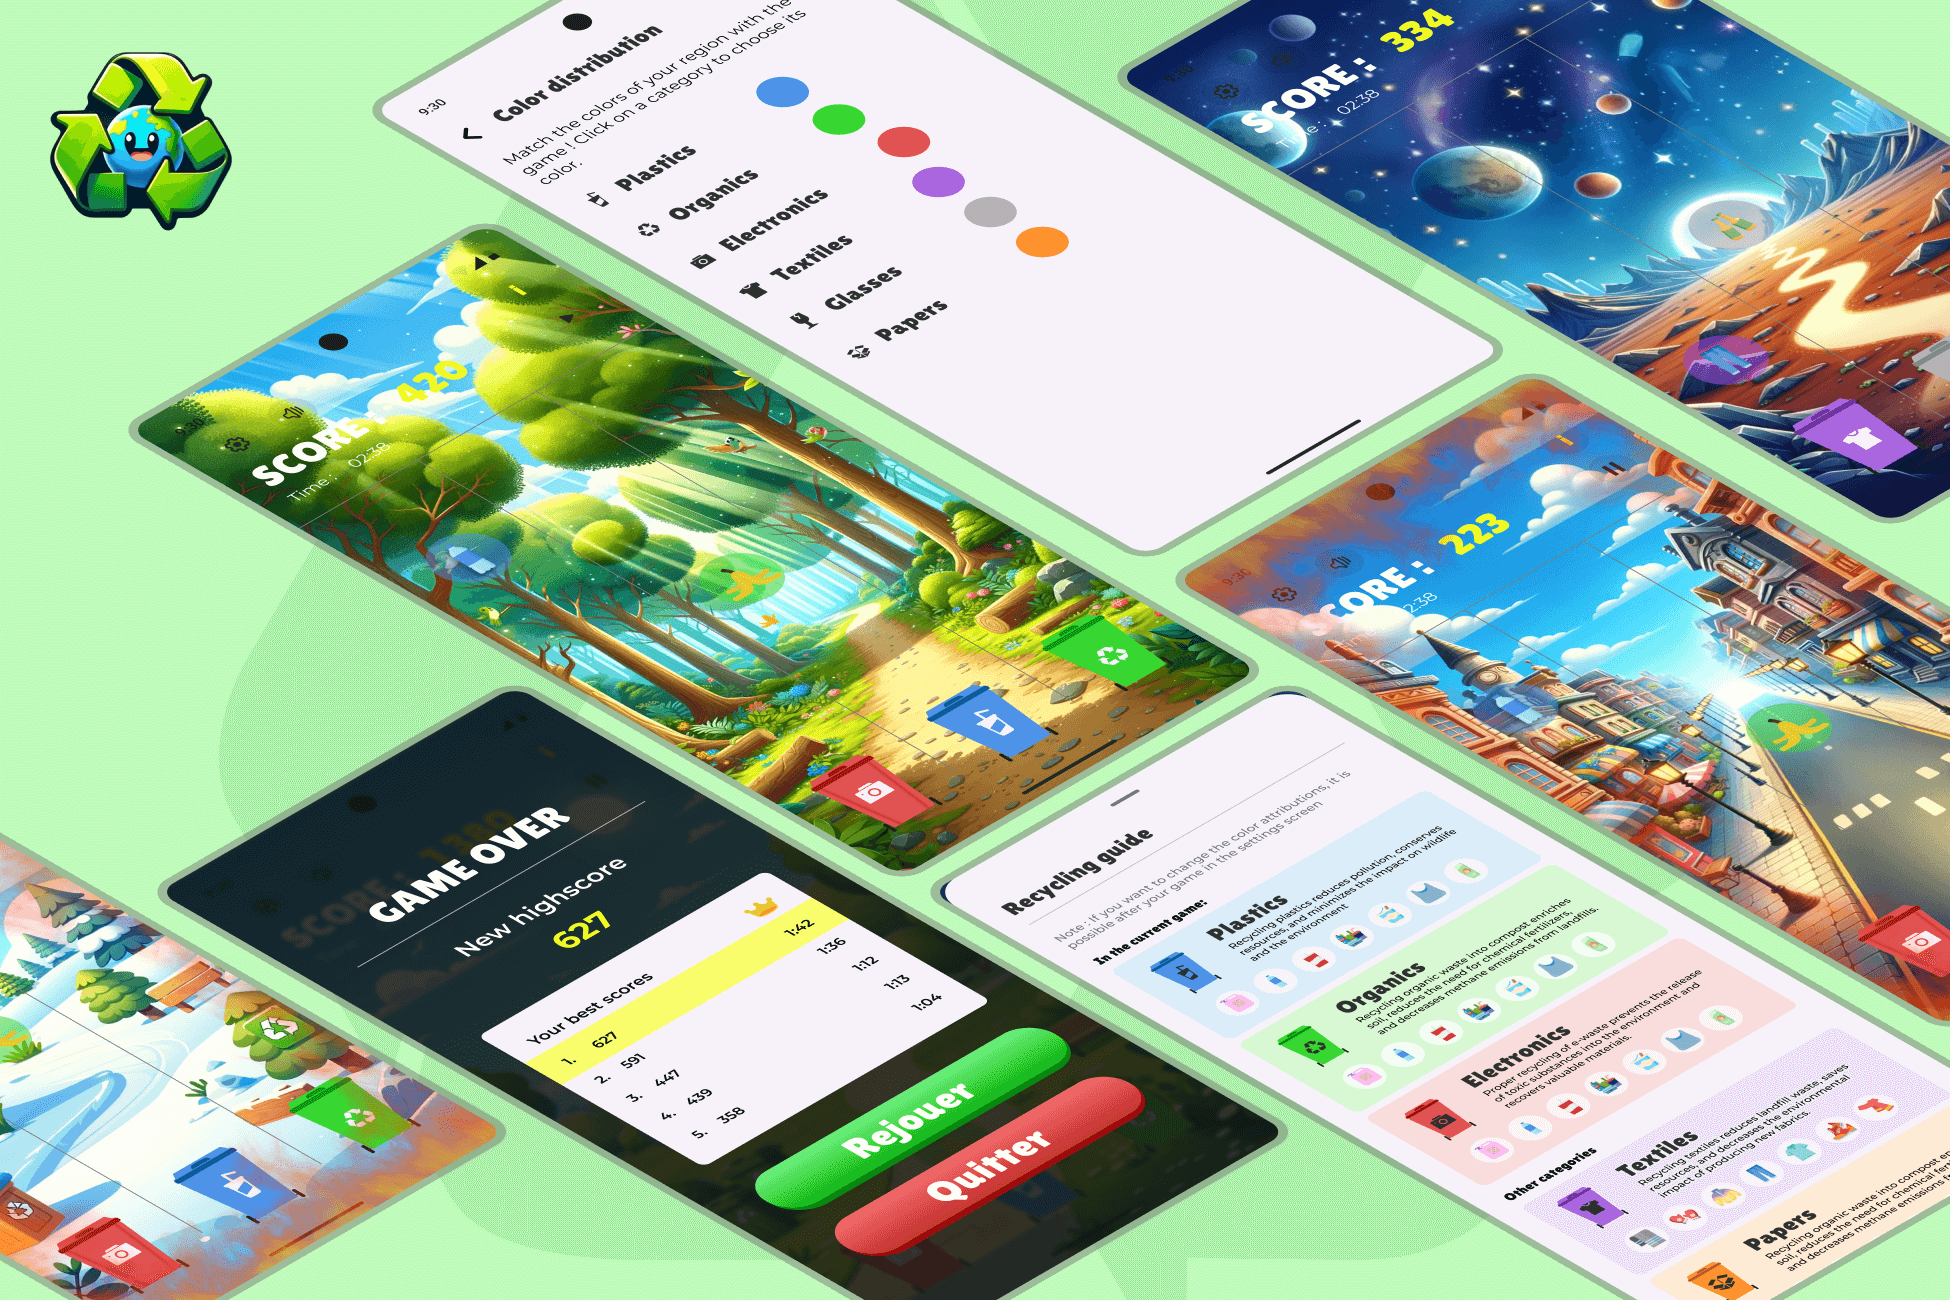 9:30
Color distribution
Match the colors of your region with the
game ! Click on a category to choose its
color.
Plastics
Organics
Electronics
Textiles
Glasses
Papers
9:30
SCORE : 334
Time : 02:38
9:30
SCORE : 420
Time : 02:38
9:30
SCORE : 223
2:38
SCORE : 1380
GAME OVER
New highscore
627
Your best scores
1. 627 1:42
2. 591 1:36
3. 447 1:12
4. 439 1:13
5. 358 1:04
Rejouer
Quitter
Recycling guide
Note : If you want to change the color attributions, it is
possible after your game in the settings screen
In the current game:
Plastics
Recycling plastics reduces pollution, conserves
resources, and minimizes the impact on wildlife
and the environment
Organics
Recycling organic waste into compost enriches
soil, reduces the need for chemical fertilizers,
and decreases methane emissions from landfills.
Electronics
Proper recycling of e-waste prevents the release
of toxic substances into the environment and
recovers valuable materials.
Other categories
Textiles
Recycling textiles reduces landfill waste, saves
resources, and decreases the environmental
impact of producing new fabrics.
Papers
Recycling organic waste into compost en
soil, reduces the need for chemical fert
and decreases methane emissions f